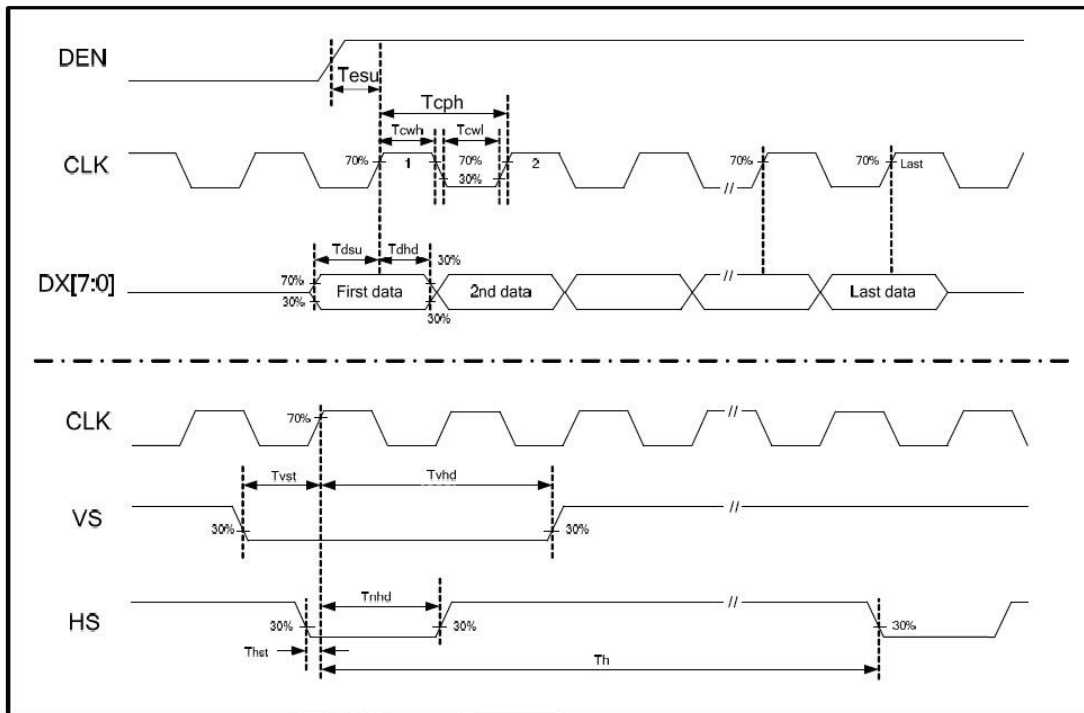 DEN
Tesu
Tcph
Tcwh Tcwl
CLK 70% 1 70% 2 70% 70% Last
30%
//
Tdsu Tdhd
30%
DX[7:0] 70% First data 2nd data // Last data
30%
30%
CLK 70% //
Tvst Tvhd
VS 30% 30% //
Tnhd
HS 30% 30% // 30%
Thst
Th